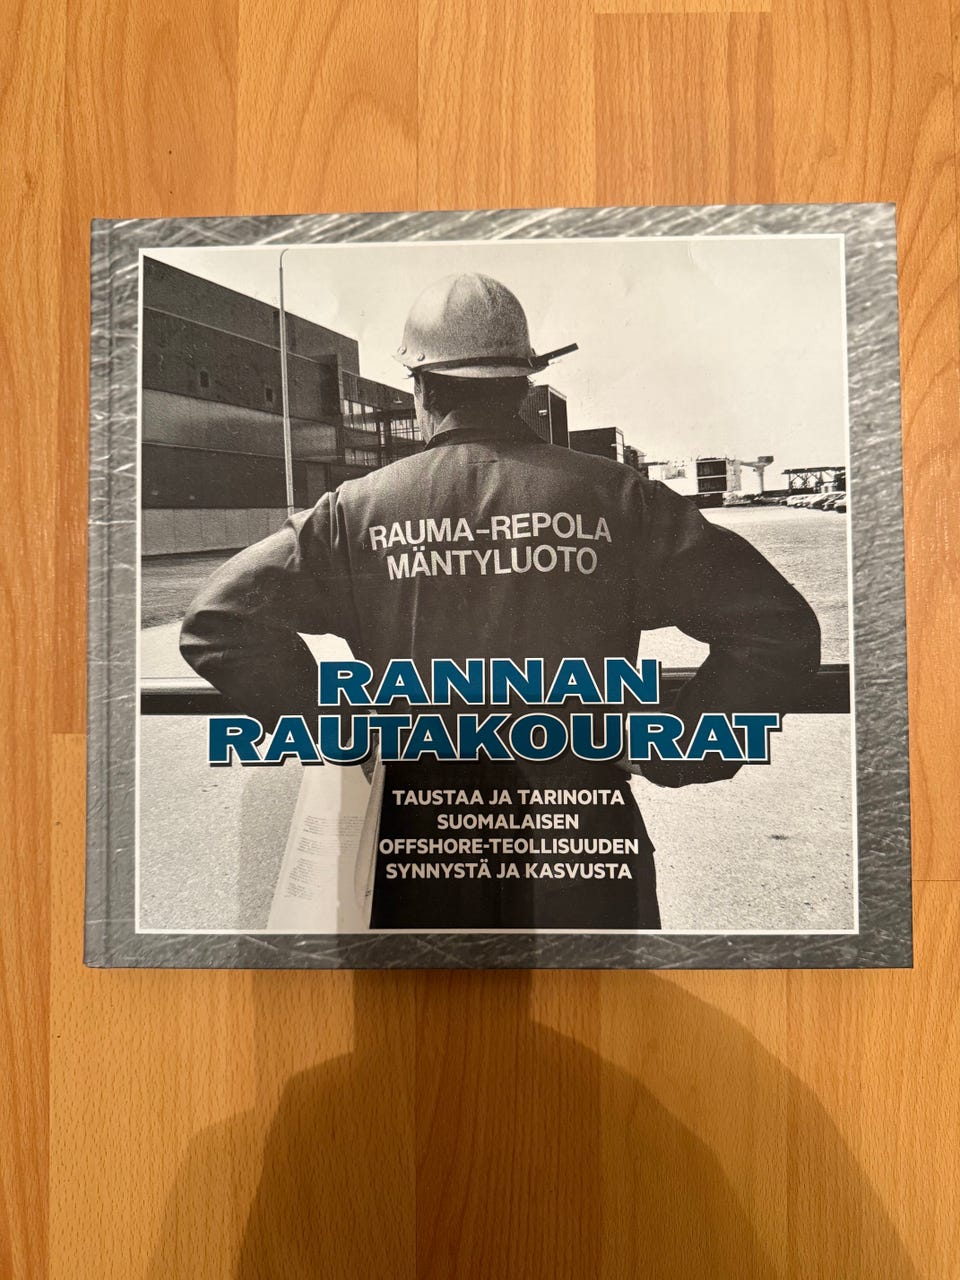 RAUMA-REPOLA
MÄNTYLUOTO
RANNAN
RAUTAKOURAT
TAUSTAA JA TARINOITA
SUOMALAISEN
OFFSHORE-TEOLLISUUDEN
SYNNYSTÄ JA KASVUSTA